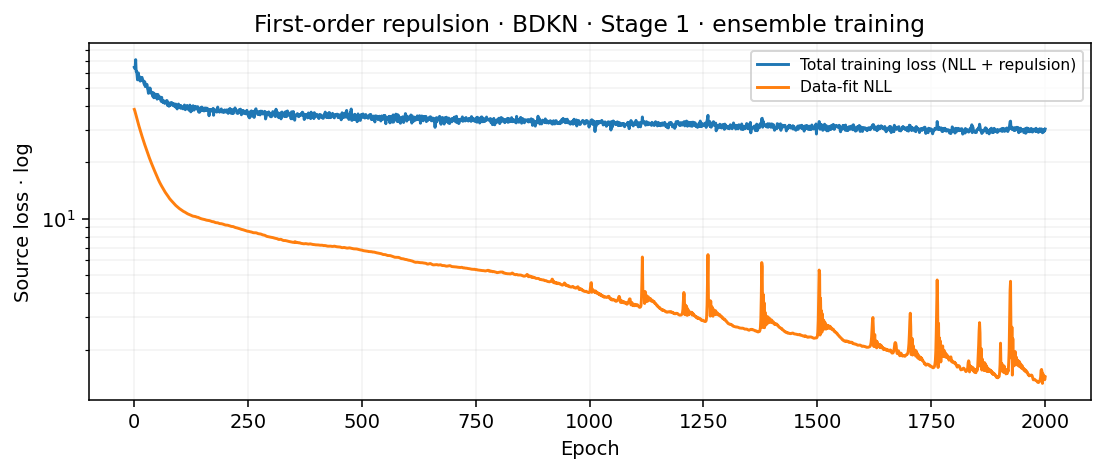 First-order repulsion · BDKN · Stage 1 · ensemble training
Total training loss (NLL + repulsion)
Data-fit NLL
Source loss · log
10¹
0 250 500 750 1000 1250 1500 1750 2000
Epoch